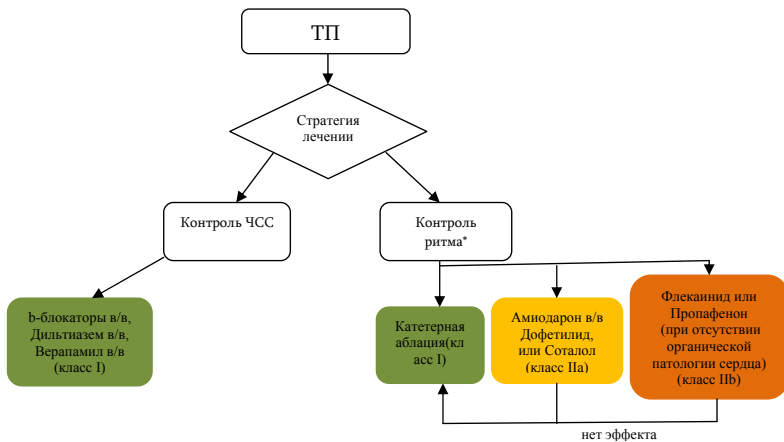 ТП
Стратегия
лечении
Контроль ЧСС
Контроль
ритма*
b-блокаторы в/в,
Дильтиазем в/в,
Верапамил в/в
(класс I)
Катетерная
аблация(кл
асс I)
Амиодарон в/в
Дофетилид,
или Соталол
(класс IIa)
Флекаинид или
Пропафенон
(при отсутствии
органической
патологии сердца)
(класс IIb)
нет эффекта